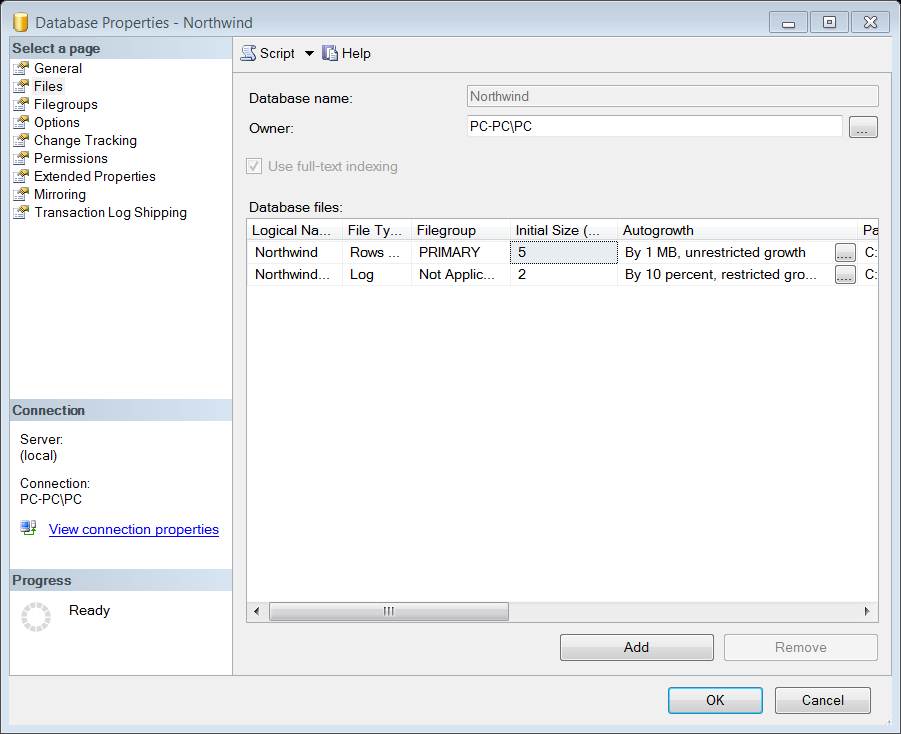 Database Properties - Northwind
Select a page
General
Files
Filegroups
Options
Change Tracking
Permissions
Extended Properties
Mirroring
Transaction Log Shipping
Connection
Server:
(local)
Connection:
PC-PC\PC
View connection properties
Progress
Ready
Script Help
Database name: Northwind
Owner: PC-PC\PC ...
Use full-text indexing
Database files:
Logical Na... File Ty... Filegroup Initial Size (... Autogrowth Pa
Northwind Rows ... PRIMARY 5 By 1 MB, unrestricted growth .... C:
Northwind... Log Not Applic... 2 By 10 percent, restricted gro... .... C:
Add Remove
OK Cancel